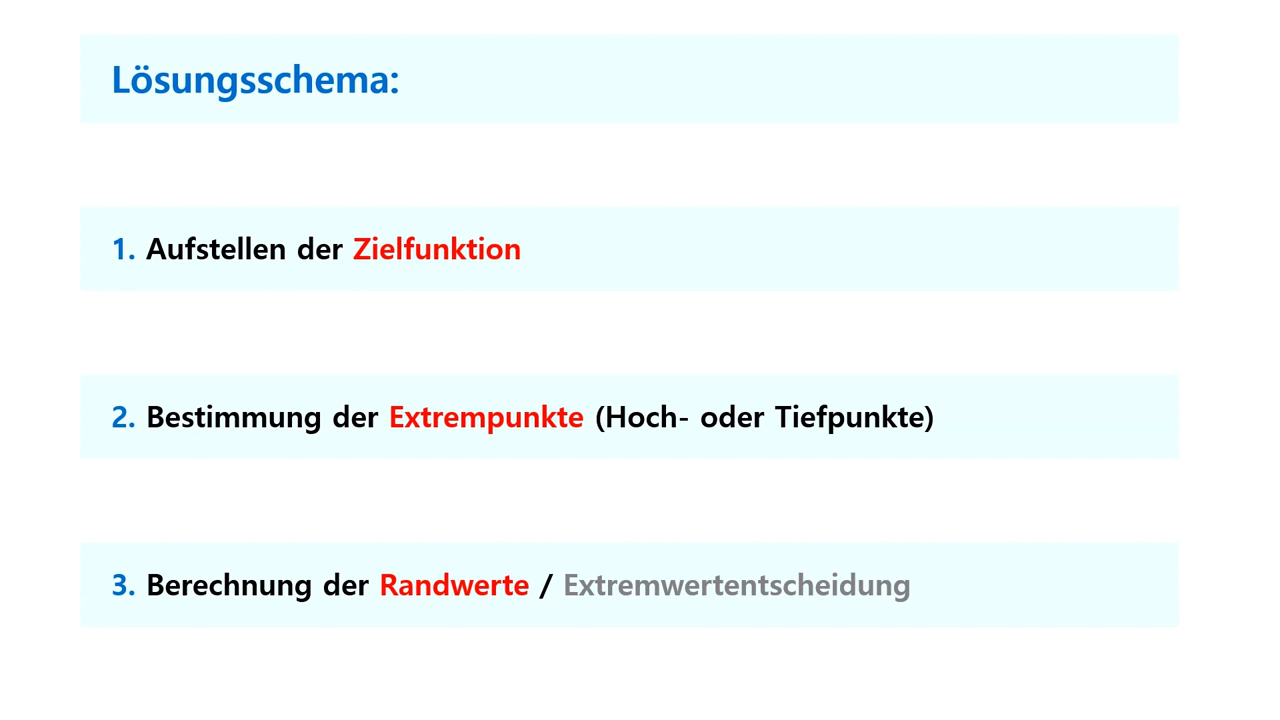 Lösungsschema:
1. Aufstellen der Zielfunktion
2. Bestimmung der Extrempunkte (Hoch- oder Tiefpunkte)
3. Berechnung der Randwerte / Extremwertentscheidung